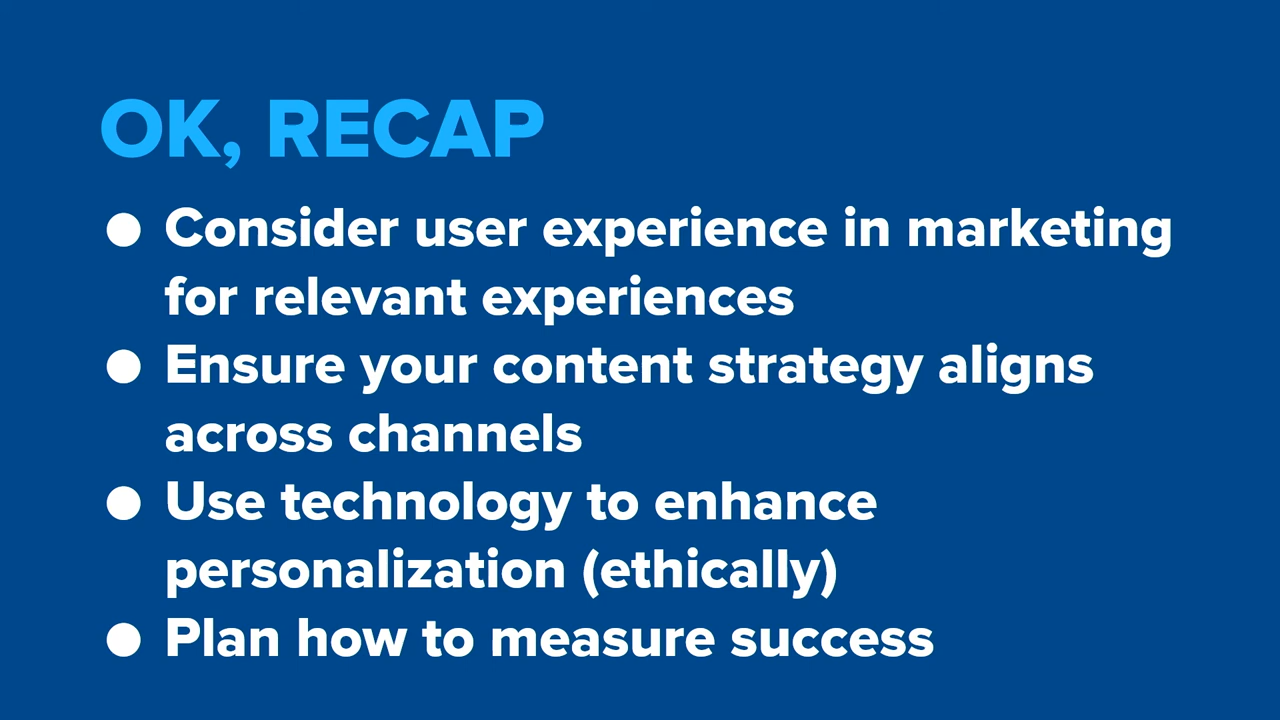 OK, RECAP
● Consider user experience in marketing
for relevant experiences
● Ensure your content strategy aligns
across channels
● Use technology to enhance
personalization (ethically)
● Plan how to measure success